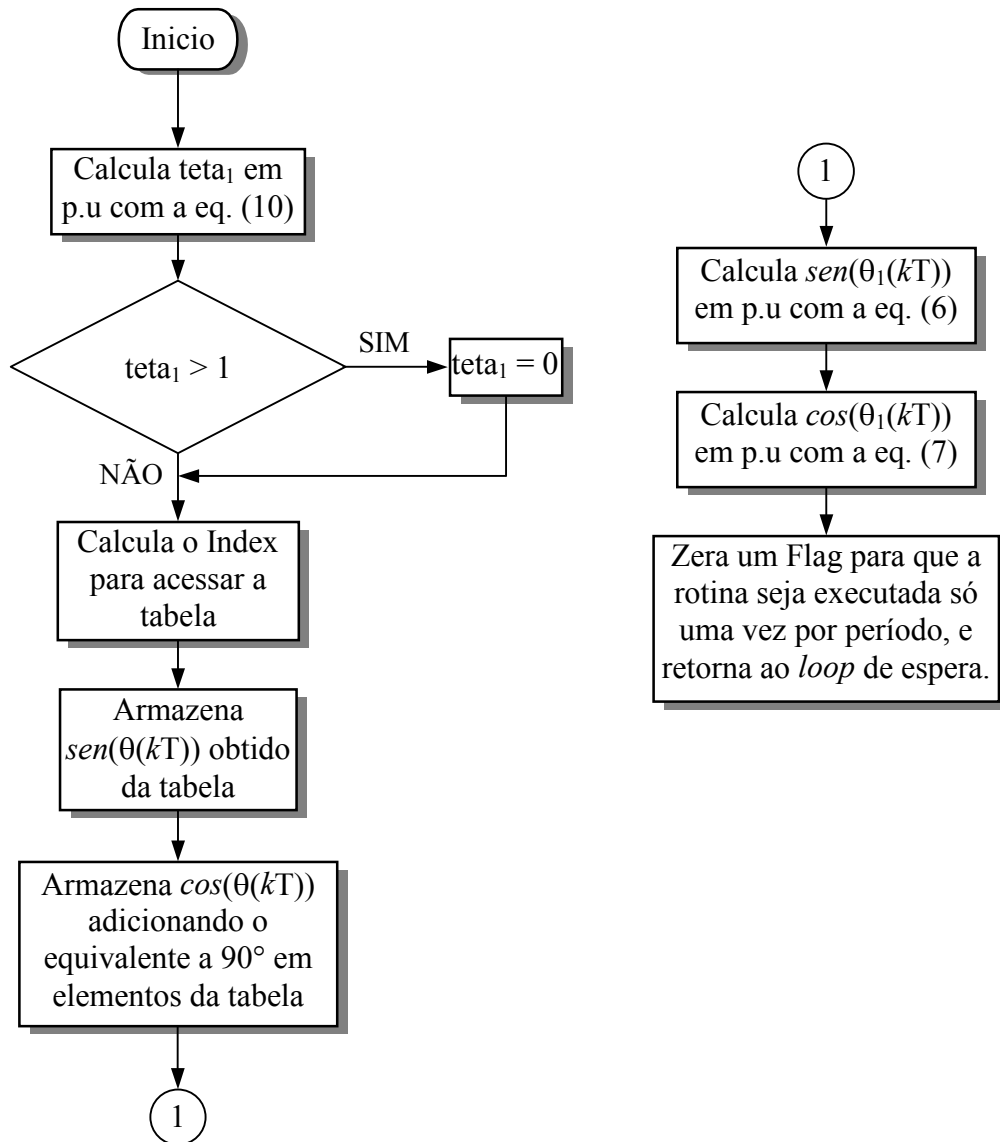 Inicio
Calcula teta₁ em
p.u com a eq. (10)
teta₁ > 1
SIM
teta₁ = 0
NÃO
Calcula o Index
para acessar a
tabela
Armazena
sen(θ(kT)) obtido
da tabela
Armazena cos(θ(kT))
adicionando o
equivalente a 90° em
elementos da tabela
1
1
Calcula sen(θ₁(kT))
em p.u com a eq. (6)
Calcula cos(θ₁(kT))
em p.u com a eq. (7)
Zera um Flag para que a
rotina seja executada só
uma vez por período, e
retorna ao loop de espera.